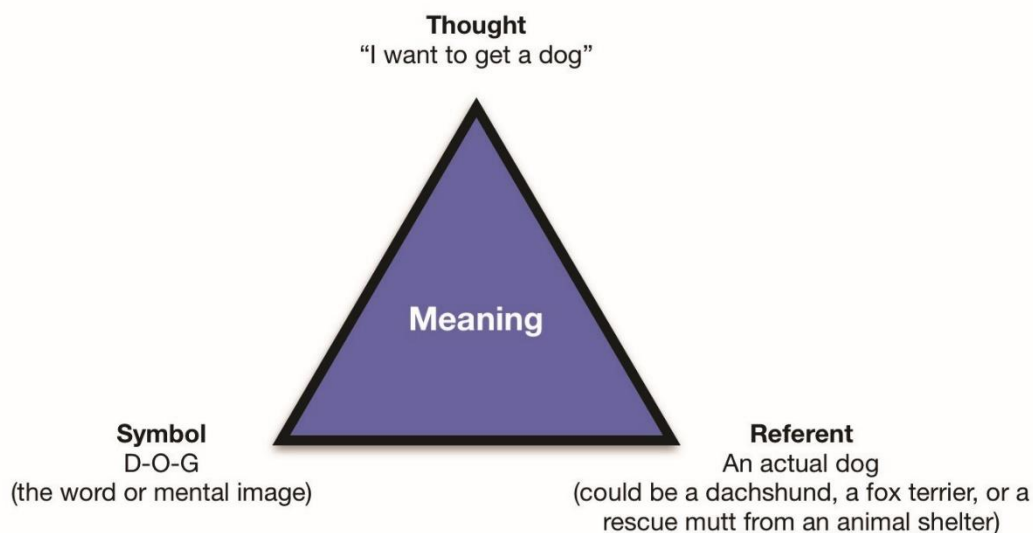 Thought
“I want to get a dog”
Meaning
Symbol
D-O-G
(the word or mental image)
Referent
An actual dog
(could be a dachshund, a fox terrier, or a
rescue mutt from an animal shelter)